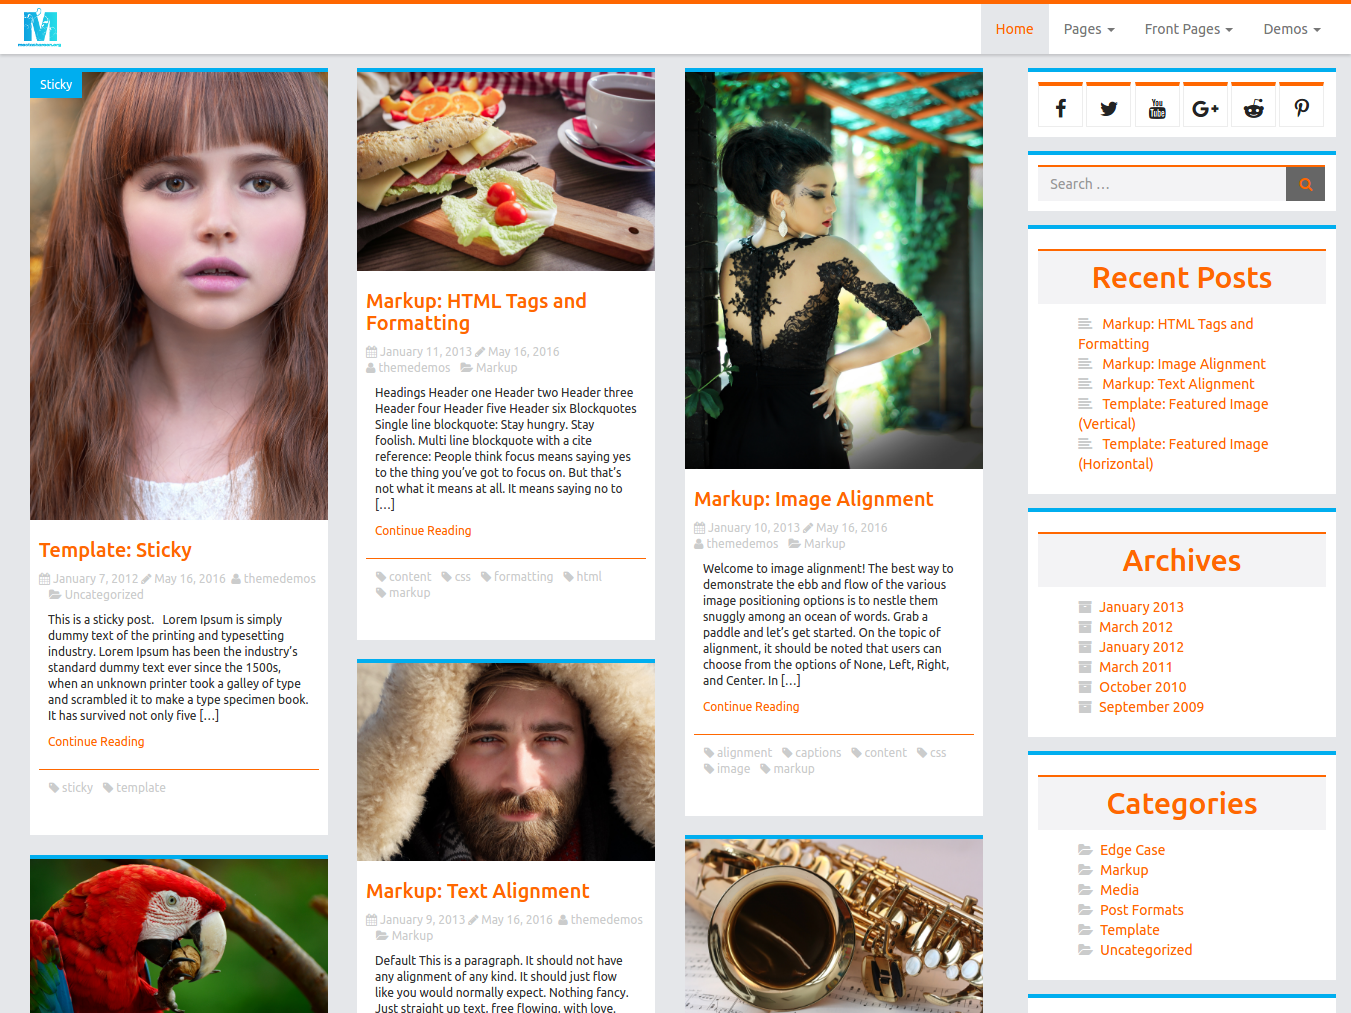 Home
Pages
Front Pages
Demos
Sticky
Template: Sticky
January 7, 2012 May 16, 2016 themedemos
Uncategorized
This is a sticky post. Lorem Ipsum is simply
dummy text of the printing and typesetting
industry. Lorem Ipsum has been the industry’s
standard dummy text ever since the 1500s,
when an unknown printer took a galley of type
and scrambled it to make a type specimen book.
It has survived not only five […]
Continue Reading
sticky template
Markup: HTML Tags and
Formatting
January 11, 2013 May 16, 2016
themedemos Markup
Headings Header one Header two Header three
Header four Header five Header six Blockquotes
Single line blockquote: Stay hungry. Stay
foolish. Multi line blockquote with a cite
reference: People think focus means saying yes
to the thing you’ve got to focus on. But that’s
not what it means at all. It means saying no to
[…]
Continue Reading
content css formatting html
markup
Markup: Text Alignment
January 9, 2013 May 16, 2016 themedemos
Markup
Default This is a paragraph. It should not have
any alignment of any kind. It should just flow
like you would normally expect. Nothing fancy.
Just straight up text, free flowing, with love.
Markup: Image Alignment
January 10, 2013 May 16, 2016
themedemos Markup
Welcome to image alignment! The best way to
demonstrate the ebb and flow of the various
image positioning options is to nestle them
snuggly among an ocean of words. Grab a
paddle and let’s get started. On the topic of
alignment, it should be noted that users can
choose from the options of None, Left, Right,
and Center. In […]
Continue Reading
alignment captions content css
image markup
You
Tube
Search …
Recent Posts
Markup: HTML Tags and
Formatting
Markup: Image Alignment
Markup: Text Alignment
Template: Featured Image
(Vertical)
Template: Featured Image
(Horizontal)
Archives
January 2013
March 2012
January 2012
March 2011
October 2010
September 2009
Categories
Edge Case
Markup
Media
Post Formats
Template
Uncategorized